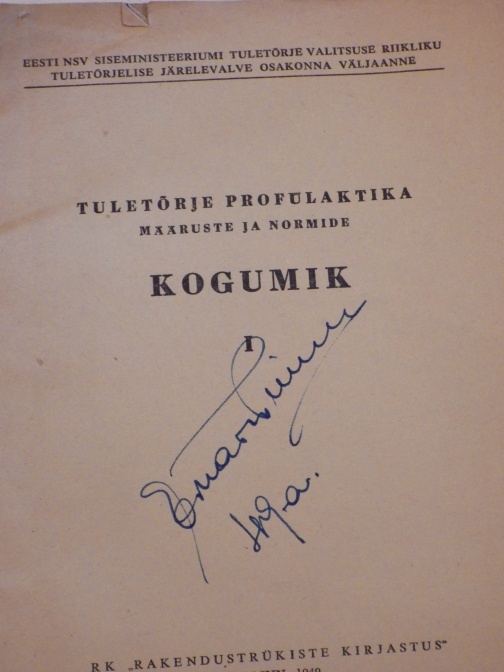 EESTI NSV SISEMINISTEERIUMI TULETÕRJE VALITSUSE RIIKLIKU
TULETÕRJELISE JÄRELEVALVE OSAKONNA VÄLJAANNE
TULETÕRJE PROFÜLAKTIKA
MÄÄRUSTE JA NORMIDE
KOGUMIK
I
RK „RAKENDUSTRÜKISTE KIRJASTUS"